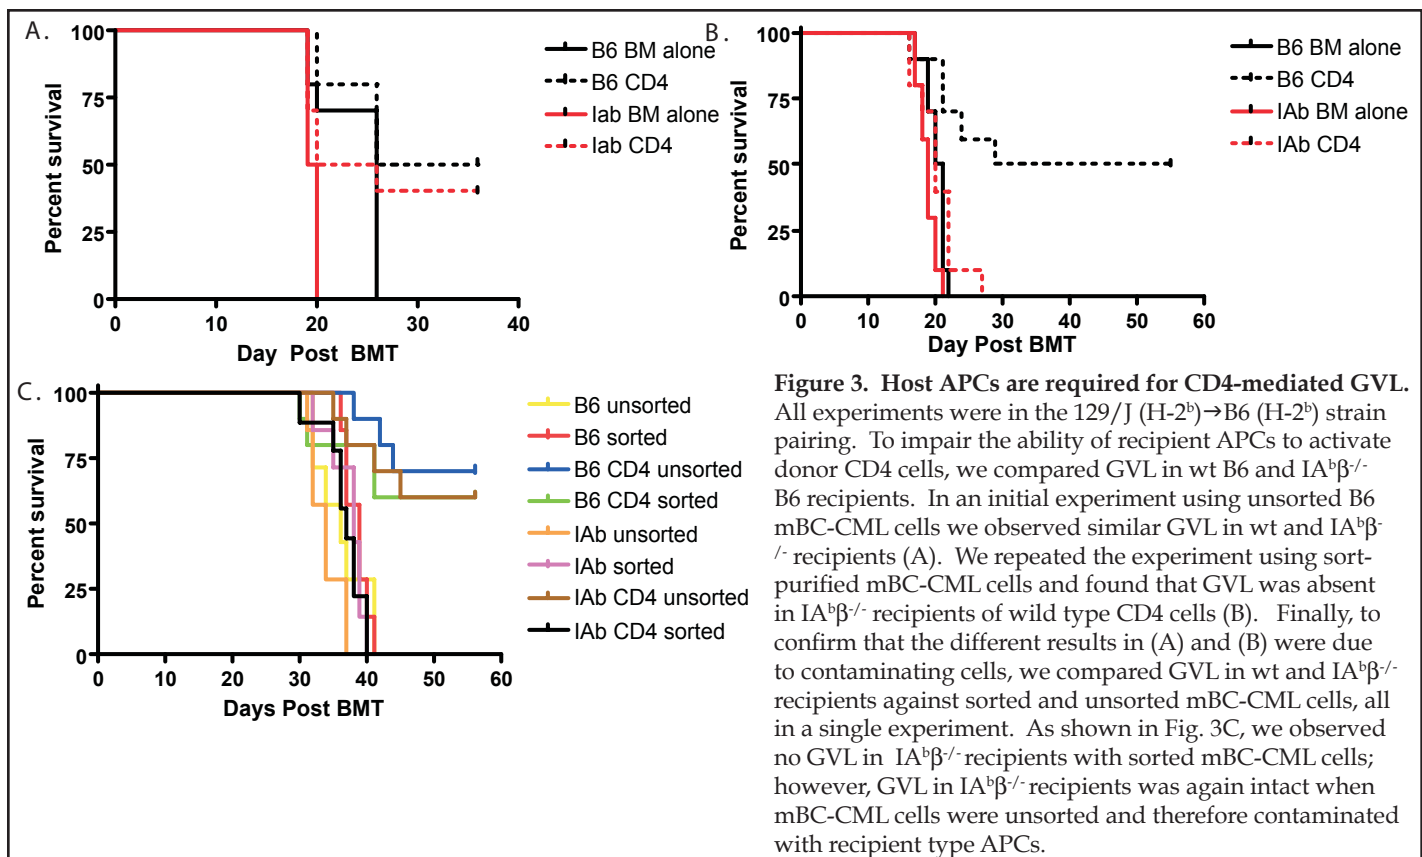 A.
Percent survival
100
75
50
25
0
0 10 20 30 40
Day Post BMT
B6 BM alone
B6 CD4
Iab BM alone
Iab CD4
B.
Percent survival
100
75
50
25
0
0 10 20 30 40 50 60
Day Post BMT
B6 BM alone
B6 CD4
IAb BM alone
IAb CD4
C.
Percent survival
100
75
50
25
0
0 10 20 30 40 50 60
Days Post BMT
B6 unsorted
B6 sorted
B6 CD4 unsorted
B6 CD4 sorted
IAb unsorted
IAb sorted
IAb CD4 unsorted
IAb CD4 sorted
Figure 3. Host APCs are required for CD4-mediated GVL.
All experiments were in the 129/J (H-2ᵇ)→B6 (H-2ᵇ) strain
pairing. To impair the ability of recipient APCs to activate
donor CD4 cells, we compared GVL in wt B6 and IAᵇβ⁻/⁻
B6 recipients. In an initial experiment using unsorted B6
mBC-CML cells we observed similar GVL in wt and IAᵇβ⁻
/⁻ recipients (A). We repeated the experiment using sort-
purified mBC-CML cells and found that GVL was absent
in IAᵇβ⁻/⁻ recipients of wild type CD4 cells (B). Finally, to
confirm that the different results in (A) and (B) were due
to contaminating cells, we compared GVL in wt and IAᵇβ⁻/⁻
recipients against sorted and unsorted mBC-CML cells, all
in a single experiment. As shown in Fig. 3C, we observed
no GVL in IAᵇβ⁻/⁻ recipients with sorted mBC-CML cells;
however, GVL in IAᵇβ⁻/⁻ recipients was again intact when
mBC-CML cells were unsorted and therefore contaminated
with recipient type APCs.